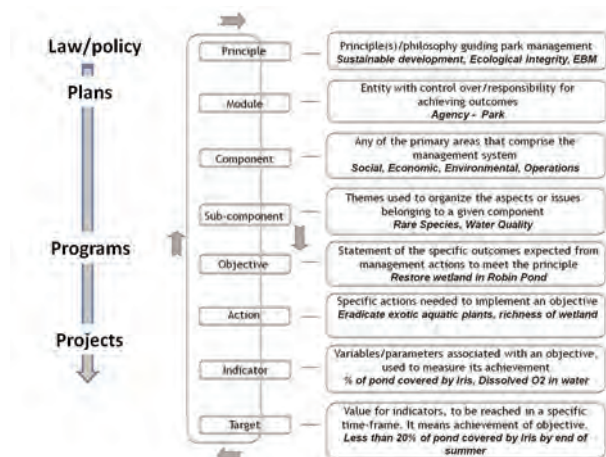 Law/policy
Plans
Programs
Projects
Principle
Principle(s)/philosophy guiding park management
Sustainable development, Ecological integrity, EBM
Module
Entity with control over/responsibility for
achieving outcomes
Agency - Park
Component
Any of the primary areas that comprise the
management system
Social, Economic, Environmental, Operations
Sub-component
Themes used to organize the aspects or issues
belonging to a given component
Rare Species, Water Quality
Objective
Statement of the specific outcomes expected from
management actions to meet the principle
Restore wetland in Robin Pond
Action
Specific actions needed to implement an objective
Eradicate exotic aquatic plants, richness of wetland
Indicator
Variables/parameters associated with an objective,
used to measure its achievement
% of pond covered by Iris, Dissolved O2 in water
Target
Value for indicators, to be reached in a specific
time-frame. It means achievement of objective.
Less than 20% of pond covered by Iris by end of
summer